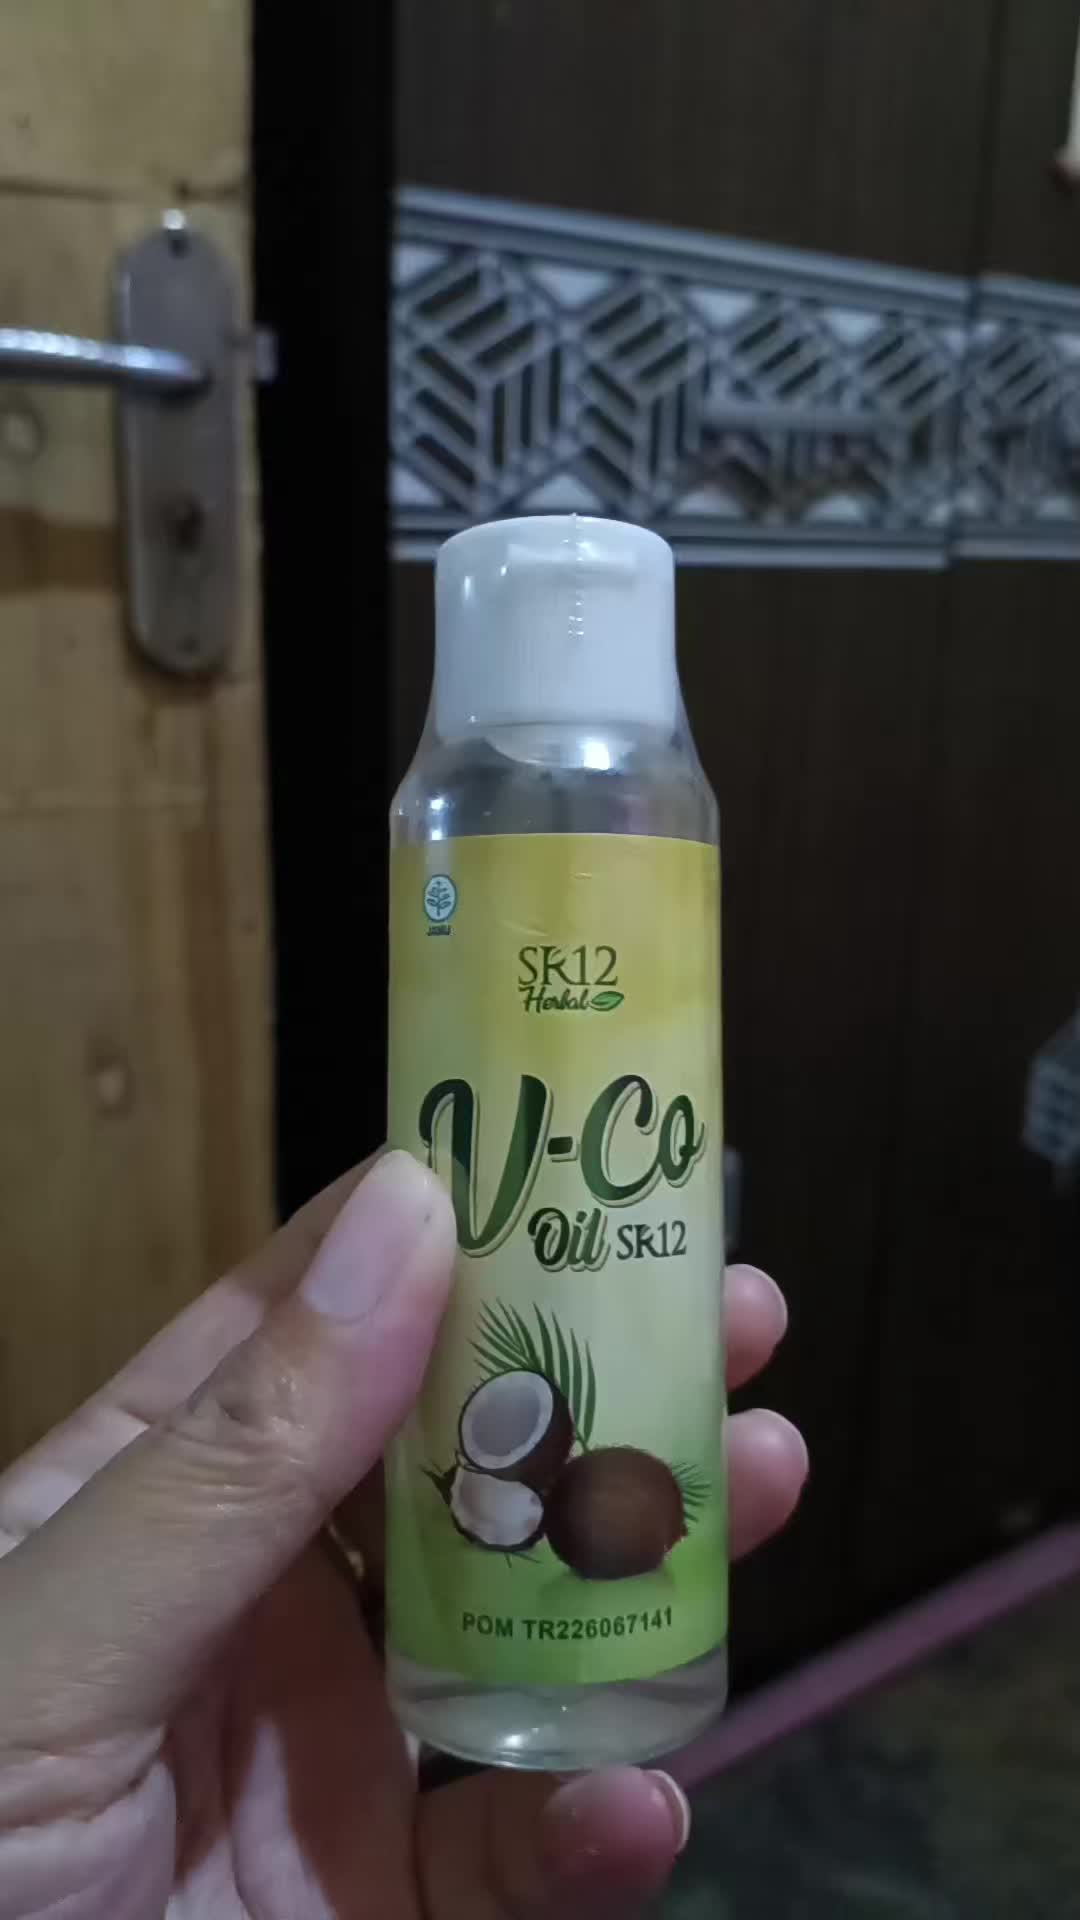 JAMU
SR12
Herbal
V-Co
Oil SR12
POM TR226067141